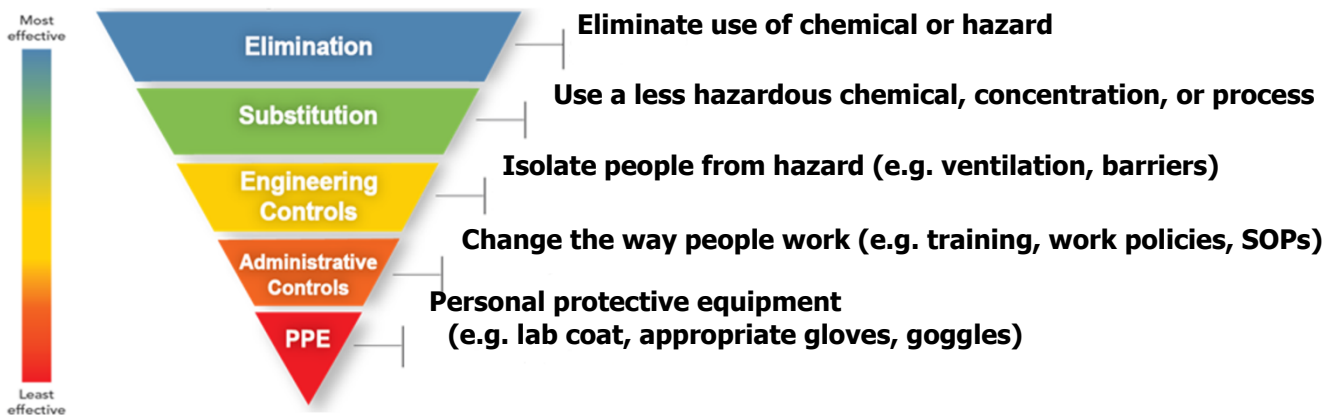 Most
effective
Elimination
Eliminate use of chemical or hazard
Substitution
Use a less hazardous chemical, concentration, or process
Engineering
Controls
Isolate people from hazard (e.g. ventilation, barriers)
Administrative
Controls
Change the way people work (e.g. training, work policies, SOPs)
PPE
Personal protective equipment
(e.g. lab coat, appropriate gloves, goggles)
Least
effective